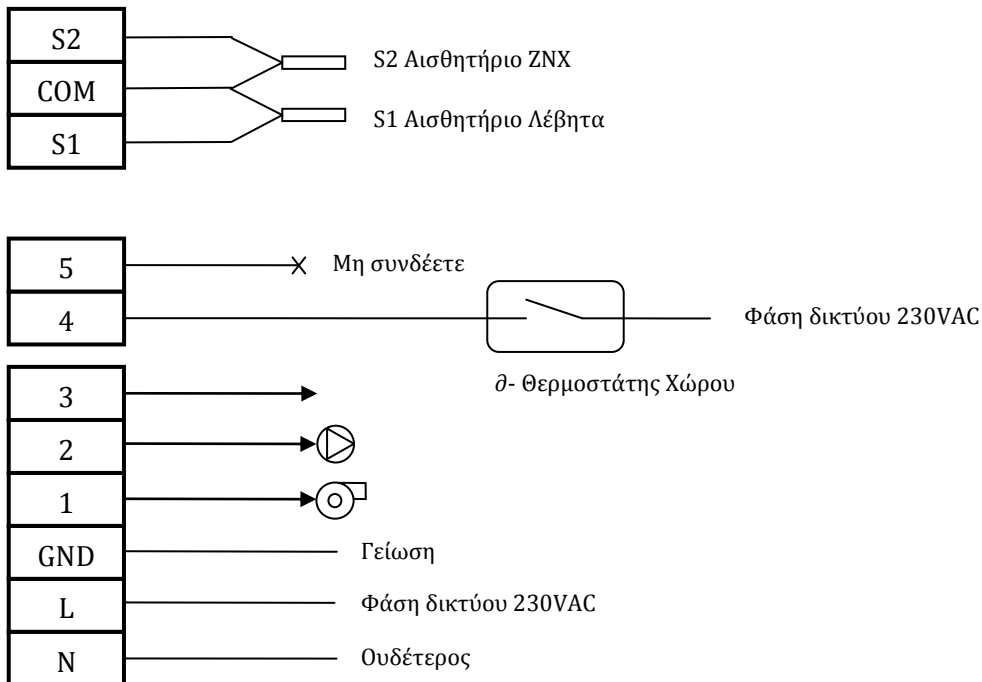 S2
S2 Αισθητήριο ΖΝΧ
COM
S1 Αισθητήριο Λέβητα
S1
5 Μη συνδέετε
4 Φάση δικτύου 230VAC
∂- Θερμοστάτης Χώρου
3
2
1
GND Γείωση
L Φάση δικτύου 230VAC
N Ουδέτερος